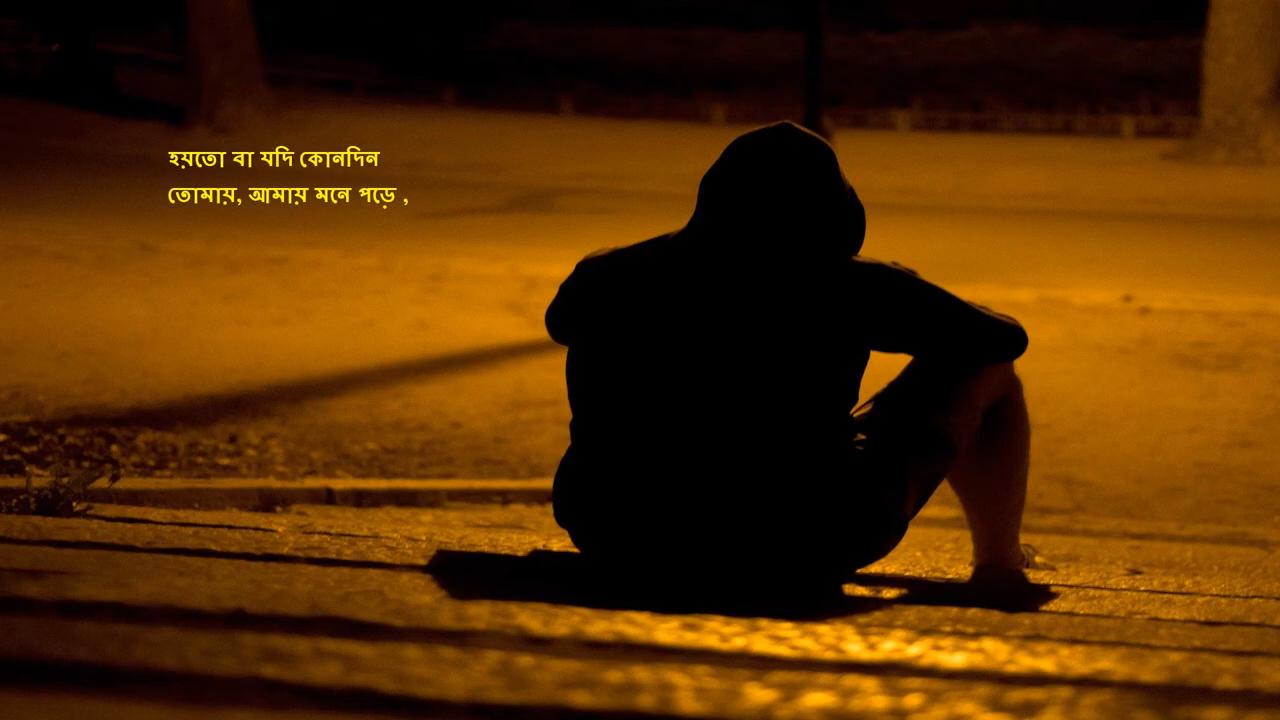 হয়তো বা যদি কোনদিন
তোমায়, আমায় মনে পড়ে ,